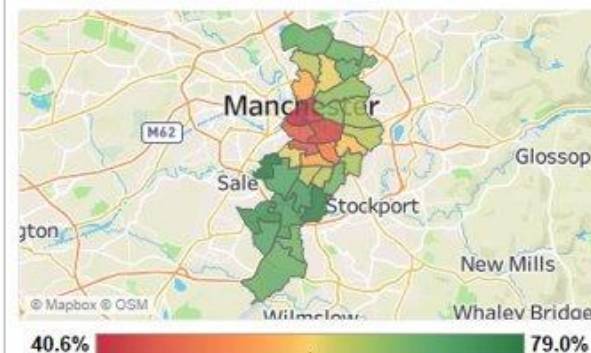 Manchester
M62
Glossop
Sale
Stockport
gton
New Mills
© Mapbox © OSM
Wilmslow
Whaley Bridge
40.6%
79.0%